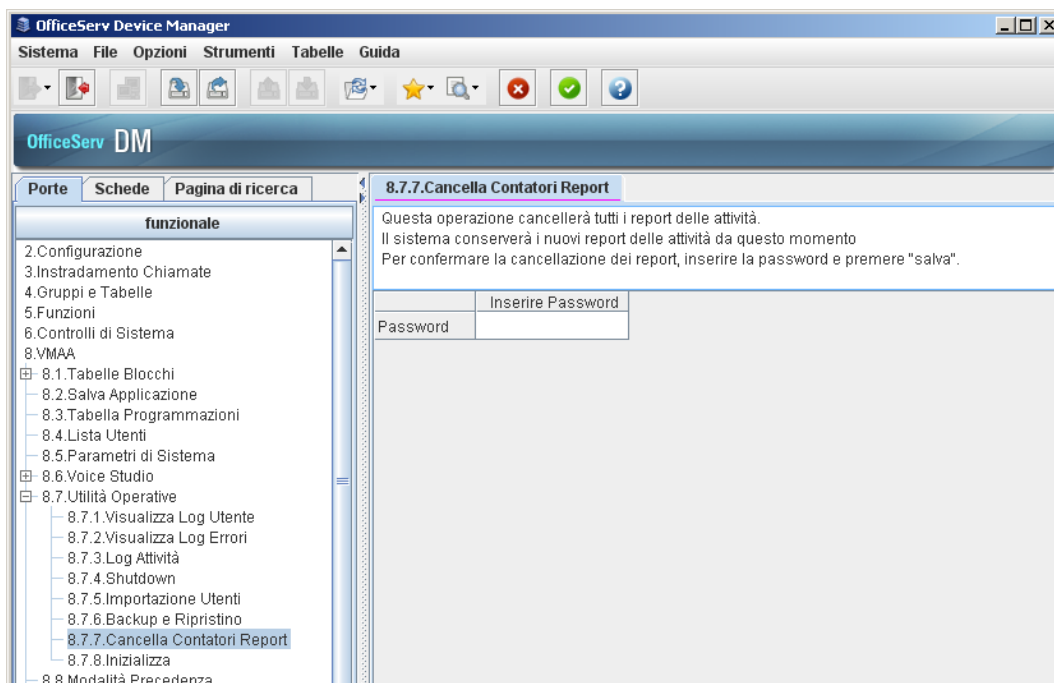 OfficeServ Device Manager
Sistema File Opzioni Strumenti Tabelle Guida
OfficeServ DM
Porte Schede Pagina di ricerca
funzionale
2.Configurazione
3.Instradamento Chiamate
4.Gruppi e Tabelle
5.Funzioni
6.Controlli di Sistema
8.VMAA
8.1.Tabelle Blocchi
8.2.Salva Applicazione
8.3.Tabella Programmazioni
8.4.Lista Utenti
8.5.Parametri di Sistema
8.6.Voice Studio
8.7.Utilità Operative
8.7.1.Visualizza Log Utente
8.7.2.Visualizza Log Errori
8.7.3.Log Attività
8.7.4.Shutdown
8.7.5.Importazione Utenti
8.7.6.Backup e Ripristino
8.7.7.Cancella Contatori Report
8.7.8.Inizializza
8.8.Modalità Precedenza
8.7.7.Cancella Contatori Report
Questa operazione cancellerà tutti i report delle attività.
Il sistema conserverà i nuovi report delle attività da questo momento
Per confermare la cancellazione dei report, inserire la password e premere "salva".
Inserire Password
Password